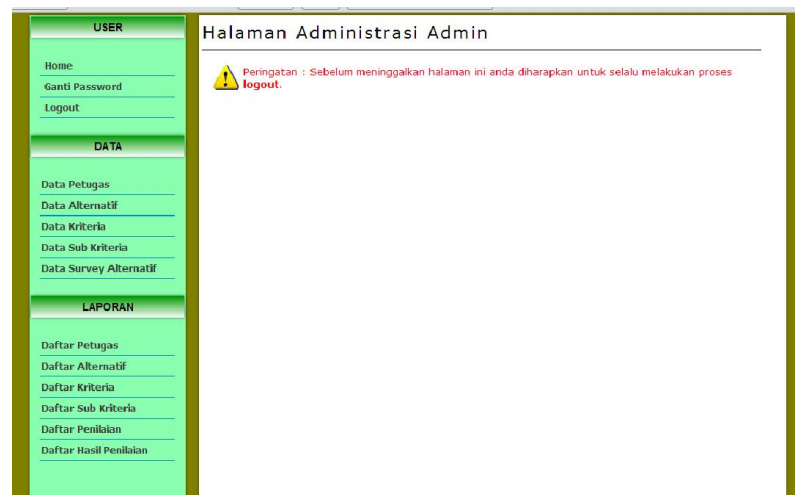 USER
Home
Ganti Password
Logout
DATA
Data Petugas
Data Alternatif
Data Kriteria
Data Sub Kriteria
Data Survey Alternatif
LAPORAN
Daftar Petugas
Daftar Alternatif
Daftar Kriteria
Daftar Sub Kriteria
Daftar Penilaian
Daftar Hasil Penilaian
Halaman Administrasi Admin
Peringatan : Sebelum meninggalkan halaman ini anda diharapkan untuk selalu melakukan proses
logout.